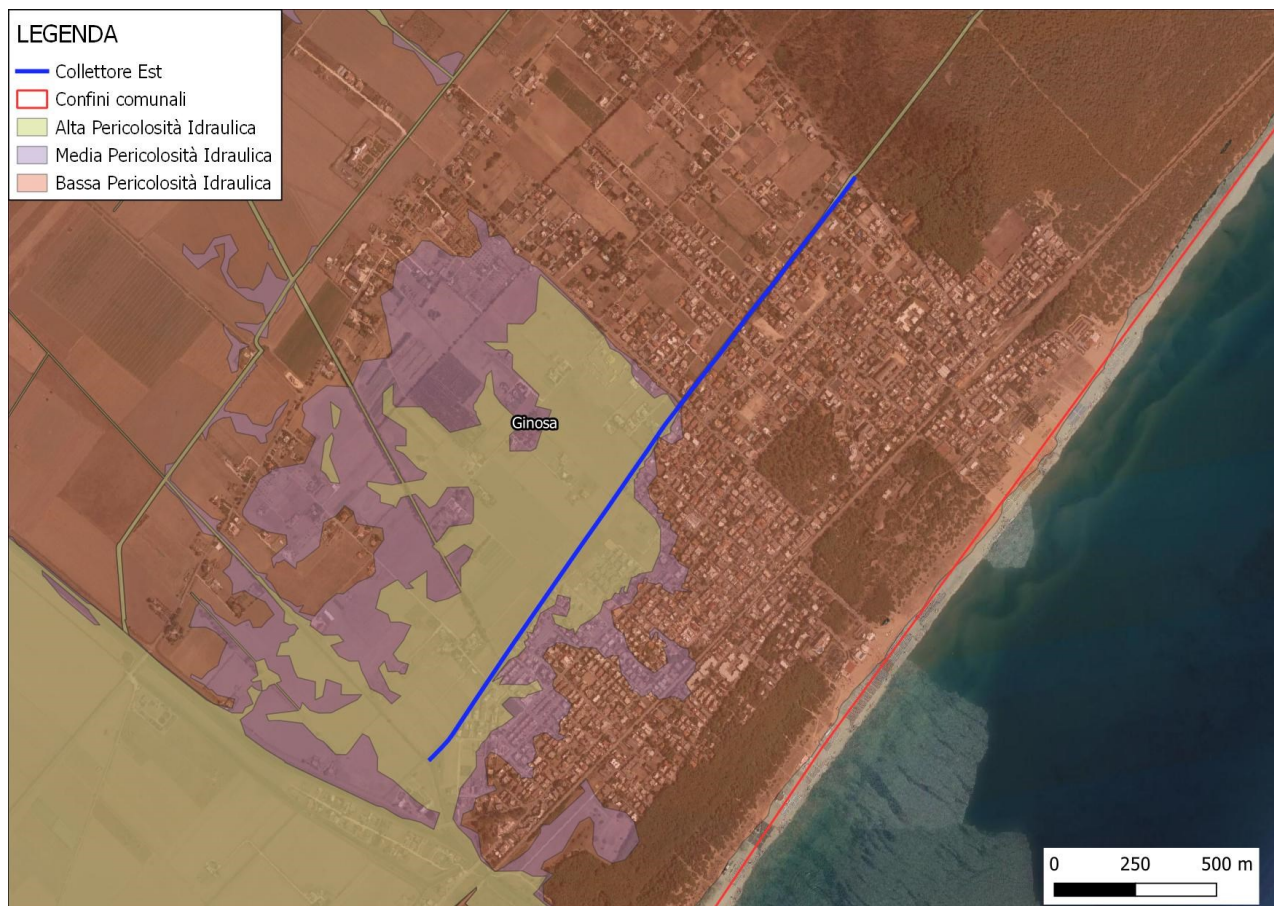 LEGENDA
Collettore Est
Confini comunali
Alta Pericolosità Idraulica
Media Pericolosità Idraulica
Bassa Pericolosità Idraulica
Ginosa
0 250 500 m